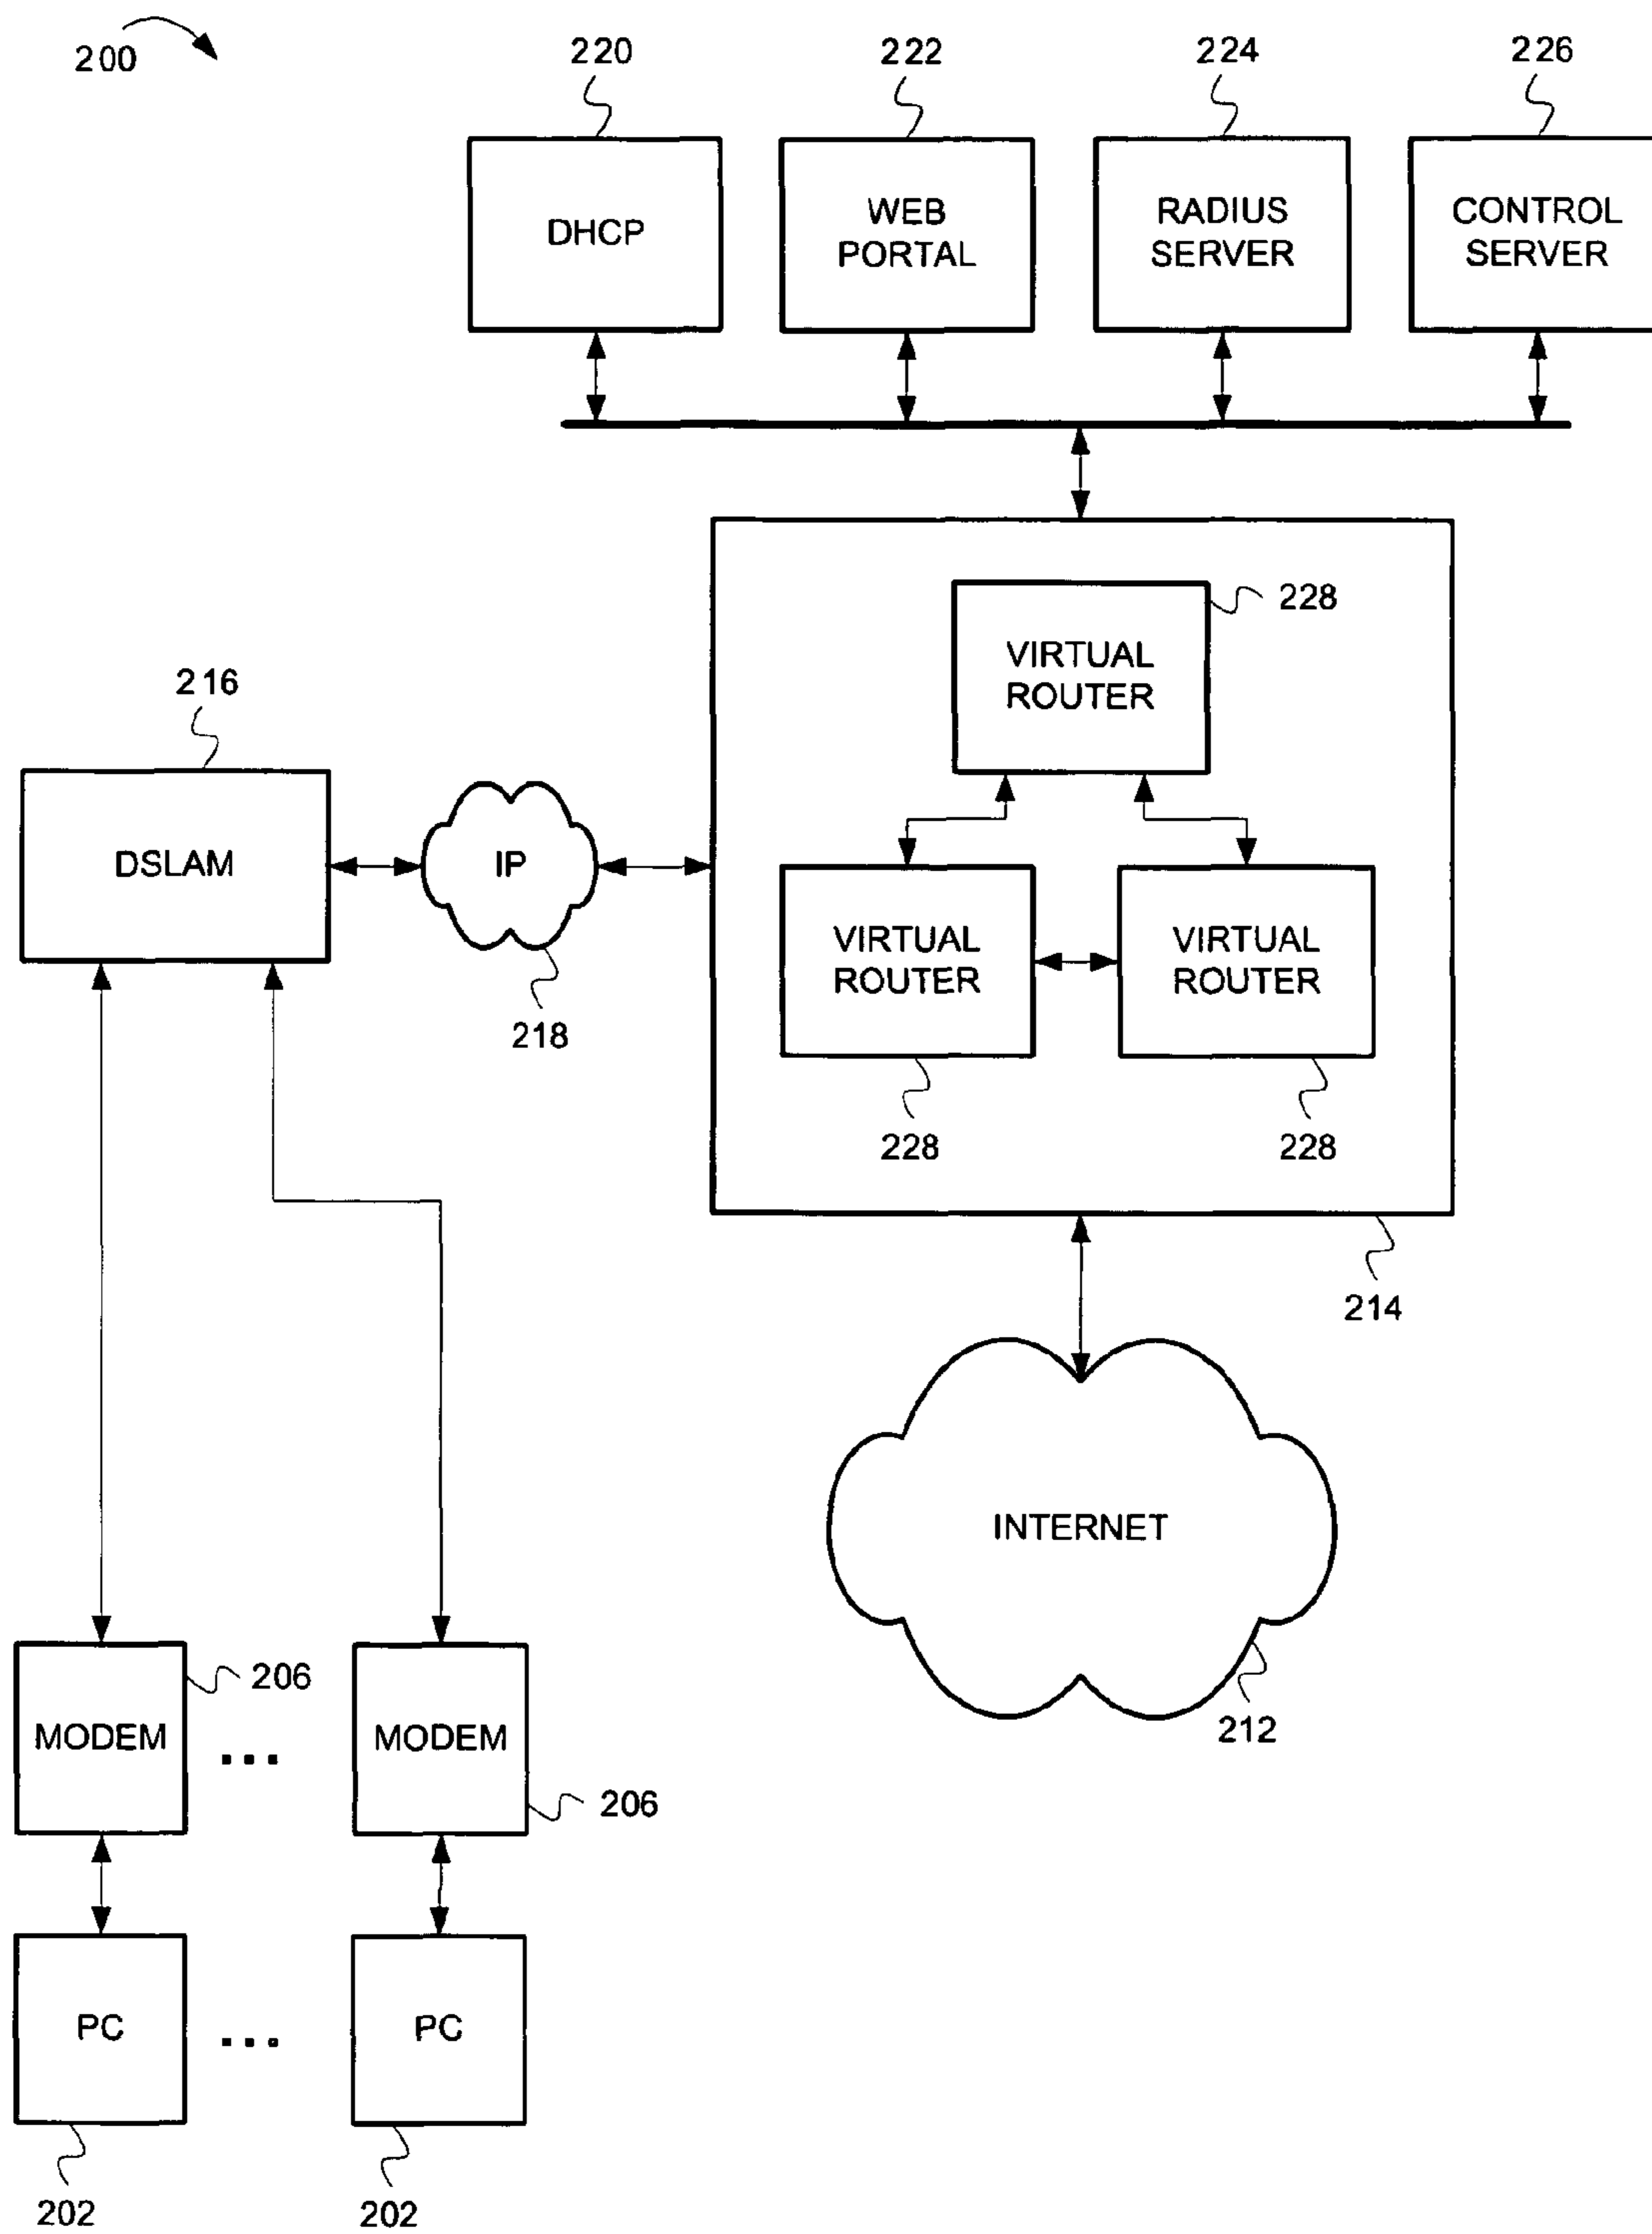 200
220
222
224
226
DHCP
WEB
PORTAL
RADIUS
SERVER
CONTROL
SERVER
228
VIRTUAL
ROUTER
216
DSLAM
IP
218
VIRTUAL
ROUTER
VIRTUAL
ROUTER
228
228
214
INTERNET
212
MODEM
206
...
MODEM
206
PC
...
PC
202
202